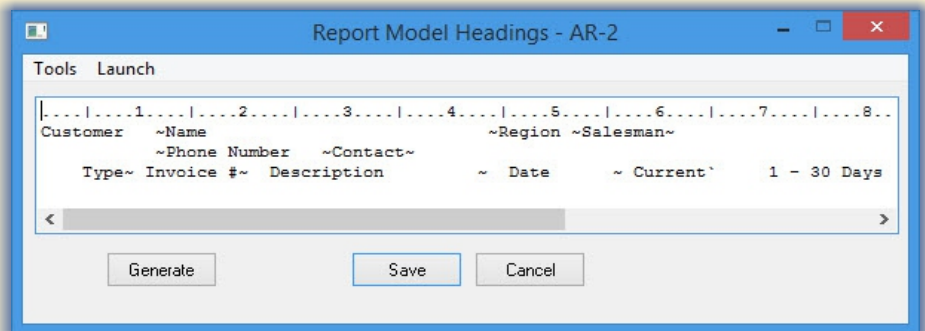 Report Model Headings - AR-2
Tools Launch
....|....1....|....2....|....3....|....4....|....5....|....6....|....7....|....8..
Customer ~Name ~Region ~Salesman~
~Phone Number ~Contact~
Type~ Invoice #~ Description ~ Date ~ Current` 1 - 30 Days
Generate Save Cancel